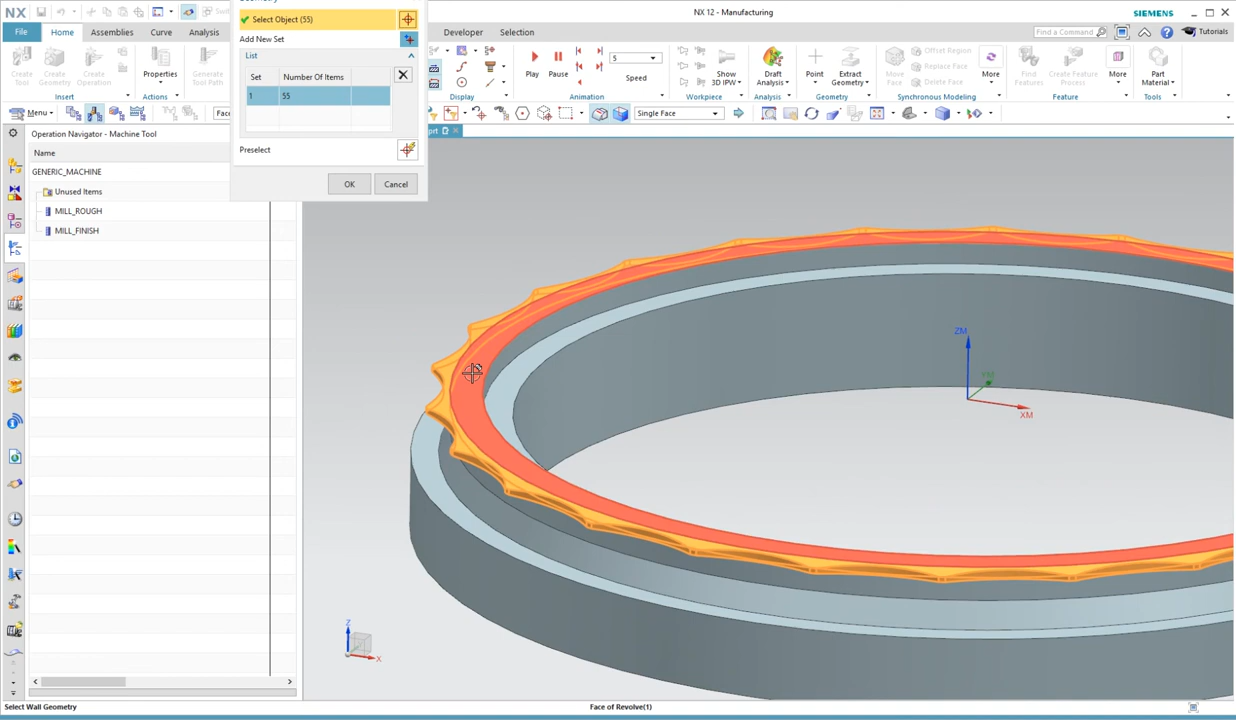 NX
Window
NX 12 - Manufacturing
SIEMENS
File
Home
Assemblies
Curve
Analysis
Developer
Selection
Find a Command
Tutorials
Create Tool
Create Geometry
Create Operation
Properties
Generate Tool Path
Insert
Actions
Display
Play
Pause
5
Speed
Animation
Show 3D IPW
Workpiece
Draft Analysis
Analysis
Point
Extract Geometry
Geometry
Move Face
Offset Region
Replace Face
Delete Face
More
Synchronous Modeling
Find Features
Create Feature Process
More
Feature
Part Material
Tools
Menu
Face
Single Face
prt
Select Object (55)
Add New Set
List
Set
Number Of Items
1
55
Preselect
OK
Cancel
Operation Navigator - Machine Tool
Name
GENERIC_MACHINE
Unused Items
MILL_ROUGH
MILL_FINISH
ZM
YM
XM
Z
X
Select Wall Geometry
Face of Revolve(1)